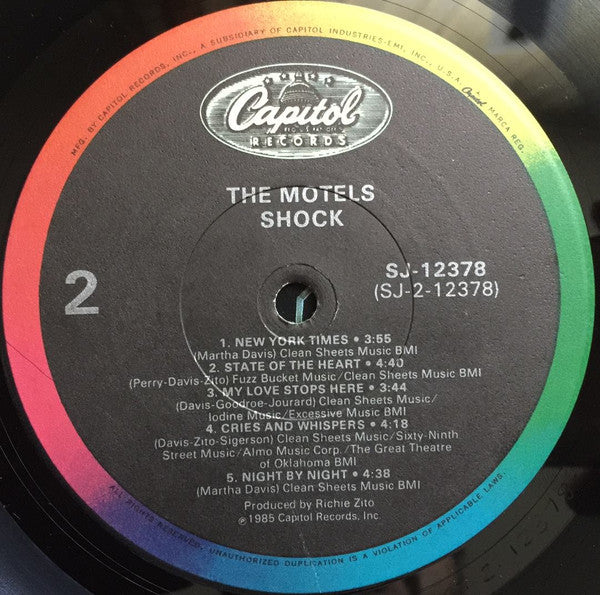 MFG. BY CAPITOL RECORDS, INC., A SUBSIDIARY OF CAPITOL INDUSTRIES-EMI, INC., U.S.A. Capitol MARCA REG.
Capitol
RECORDS
THE MOTELS
SHOCK
2
SJ-12378
(SJ-2-12378)
1. NEW YORK TIMES • 3:55
(Martha Davis) Clean Sheets Music BMI
2. STATE OF THE HEART • 4:40
(Perry-Davis-Zito) Fuzz Bucket Music/Clean Sheets Music BMI
3. MY LOVE STOPS HERE • 3:44
(Davis-Goodroe-Jourard) Clean Sheets Music/
Iodine Music/Excessive Music BMI
4. CRIES AND WHISPERS • 4:18
(Davis-Zito-Sigerson) Clean Sheets Music/Sixty-Ninth
Street Music/Almo Music Corp./The Great Theatre
of Oklahoma BMI
5. NIGHT BY NIGHT • 4:38
(Martha Davis) Clean Sheets Music BMI
Produced by Richie Zito
℗1985 Capitol Records, Inc.
ALL RIGHTS RESERVED. UNAUTHORIZED DUPLICATION IS A VIOLATION OF APPLICABLE LAWS.